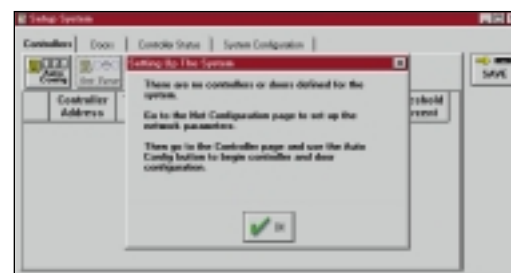 Setup System
Controllers Doors Controller Status System Configuration
Setting Up The System
Auto Config
SAVE
There are no controllers or doors defined for the
system.
Go to the Net Configuration page to set up the
network parameters.
Then go to the Controller page and use the Auto
Config button to begin controller and door
configuration.
Controller
Address
OK